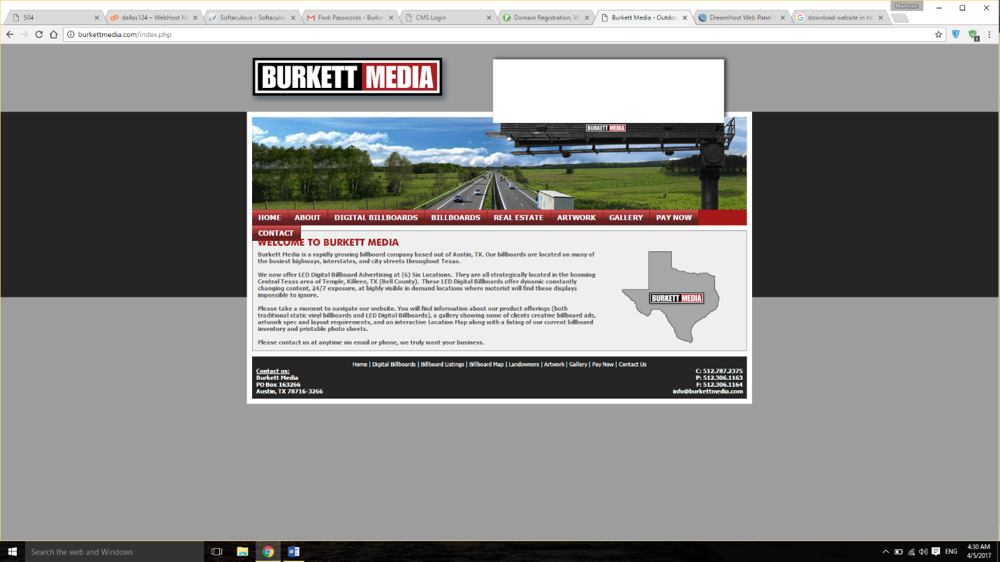 Mamoon
504
dallas124 – WebHost M
Softaculous - Softaculou
Fwd: Passwords - Burke
CMS Login
Domain Registration, W
Burkett Media - Outdoo
DreamHost Web Panel
download website in ht
burkettmedia.com/index.php
3
BURKETT MEDIA
BURKETT MEDIA
HOME
ABOUT
DIGITAL BILLBOARDS
BILLBOARDS
REAL ESTATE
ARTWORK
GALLERY
PAY NOW
CONTACT
WELCOME TO BURKETT MEDIA
Burkett Media is a rapidly growing billboard company based out of Austin, TX. Our billboards are located on many of
the busiest highways, interstates, and city streets throughout Texas.
We now offer LED Digital Billboard Advertising at (6) Six Locations. They are all strategically located in the booming
Central Texas area of Temple, Killeen, TX (Bell County). These LED Digital Billboards offer dynamic constantly
changing content, 24/7 exposure, at highly visible in demand locations where motorist will find these displays
impossible to ignore.
Please take a moment to navigate our website. You will find information about our product offerings (both
traditional static vinyl billboards and LED Digital Billboards), a gallery showing some of clients creative billboard ads,
artwork spec and layout requirements, and an interactive Location Map along with a listing of our current billboard
inventory and printable photo sheets.
Please contact us at anytime via email or phone, we truly want your business.
BURKETT MEDIA
Home | Digital Billboards | Billboard Listings | Billboard Map | Landowners | Artwork | Gallery | Pay Now | Contact Us
Contact us:
Burkett Media
PO Box 163266
Austin, TX 78716-3266
C: 512.787.2375
P: 512.306.1163
F: 512.306.1164
info@burkettmedia.com
Search the web and Windows
ENG
4:30 AM
4/5/2017